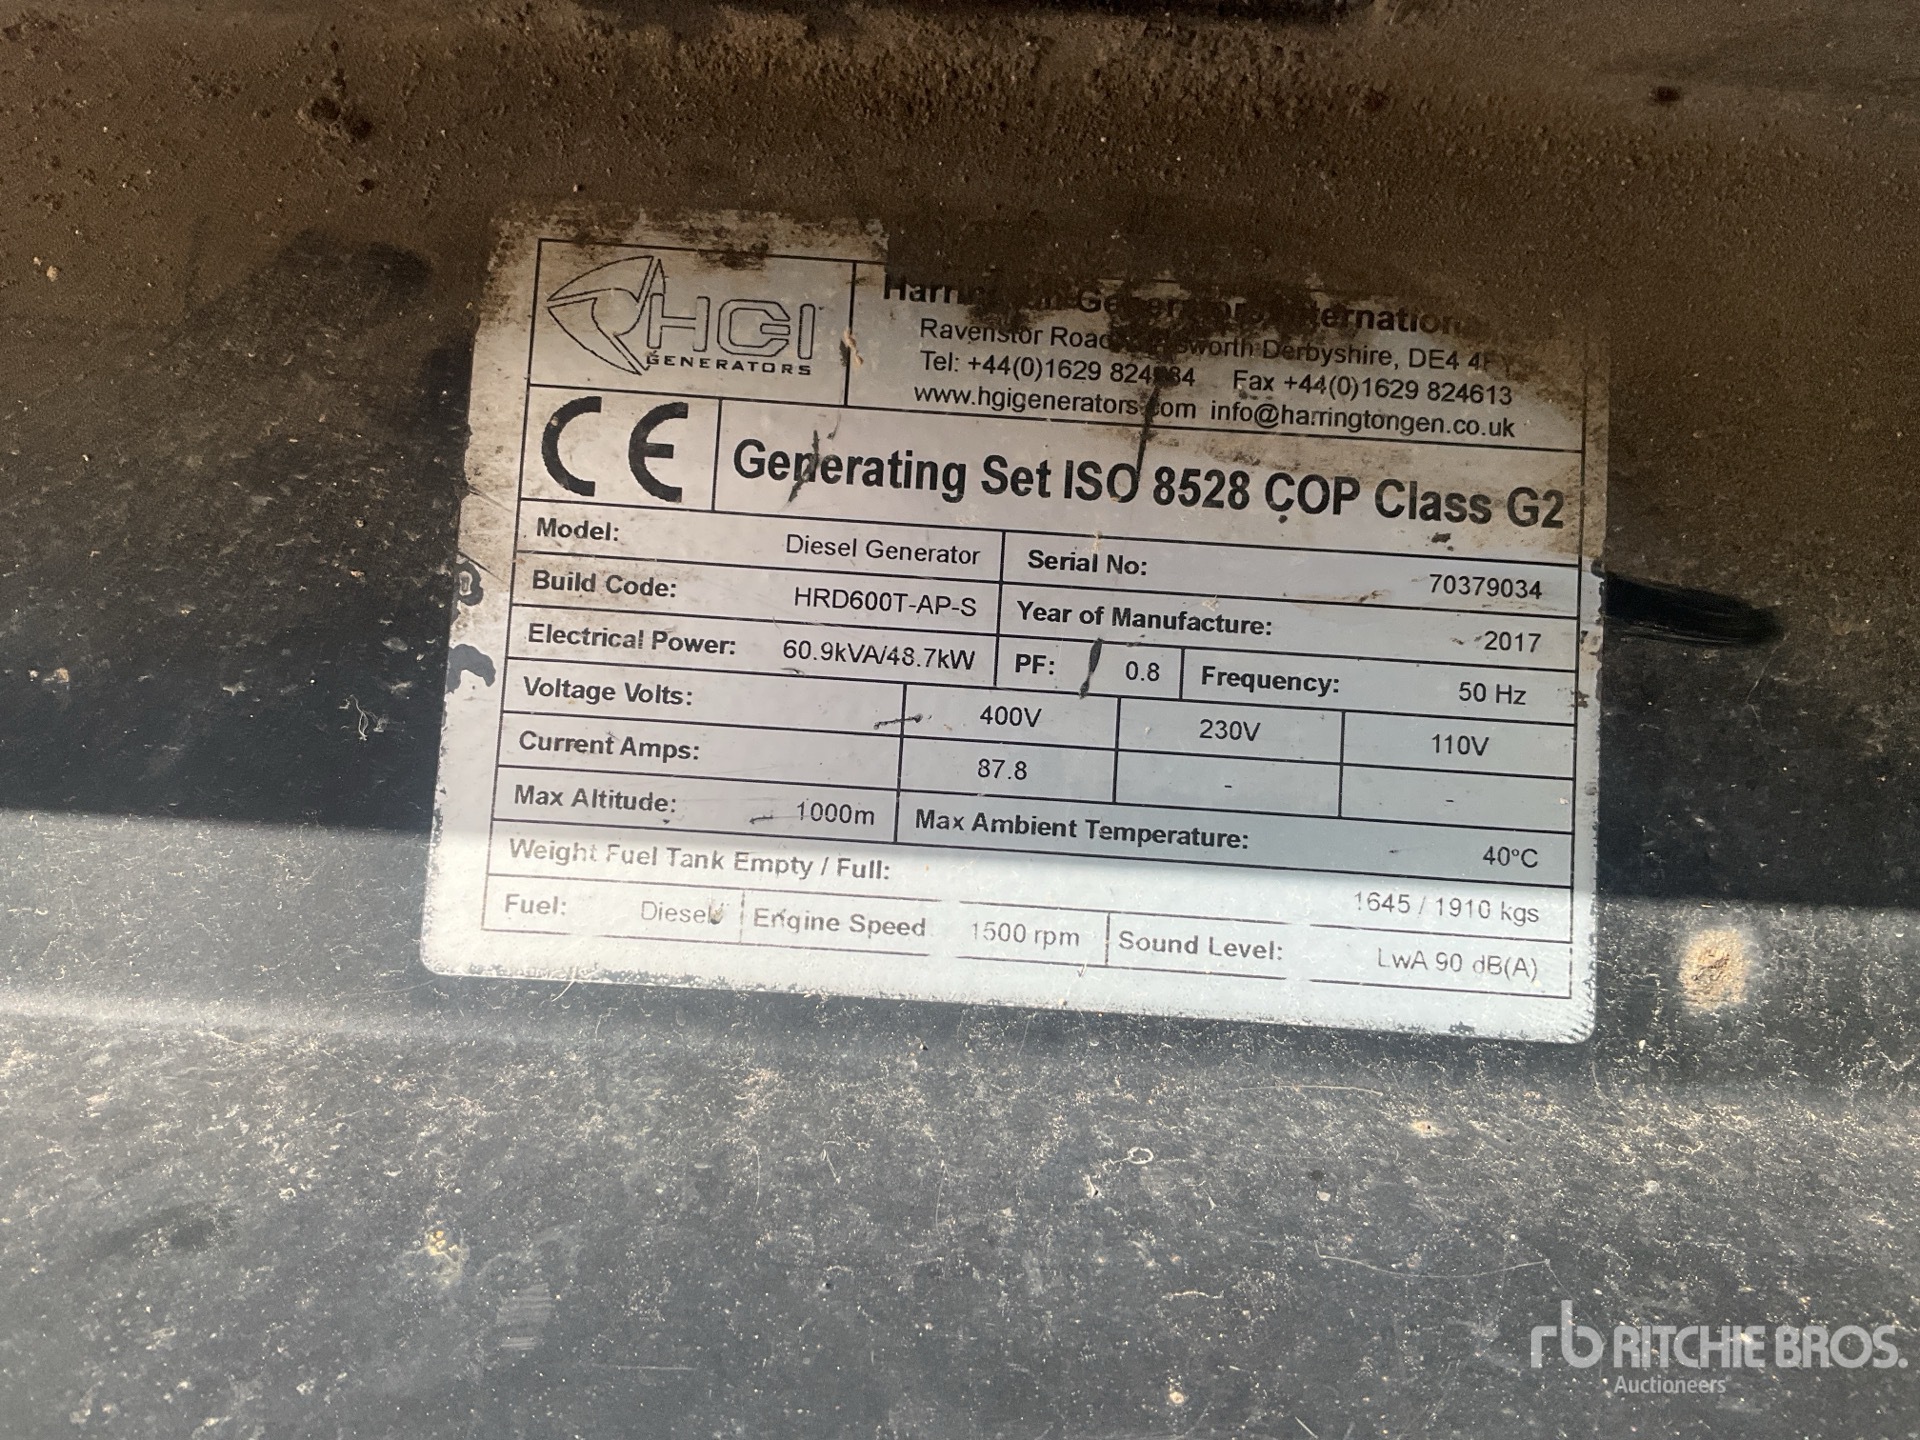 HGI
GENERATORS
Ravenstor Road Derbyshire, DE4
Tel: +44(0)1629 Fax +44(0)1629 824613
www.hgigenerators.com info@harringtongen.co.uk
CE
Generating Set ISO 8528 COP Class G2
Model: Diesel Generator Serial No: 70379034
Build Code: HRD600T-AP-S Year of Manufacture: 2017
Electrical Power: 60.9kVA/48.7kW PF: 0.8 Frequency: 50 Hz
Voltage Volts: 400V 230V 110V
Current Amps: 87.8 - -
Max Altitude: 1000m Max Ambient Temperature: 40°C
Weight Fuel Tank Empty / Full: 1645 / 1910 kgs
Fuel: Diesel Engine Speed 1500 rpm Sound Level: LwA 90 dB(A)
rb RITCHIE BROS.
Auctioneers